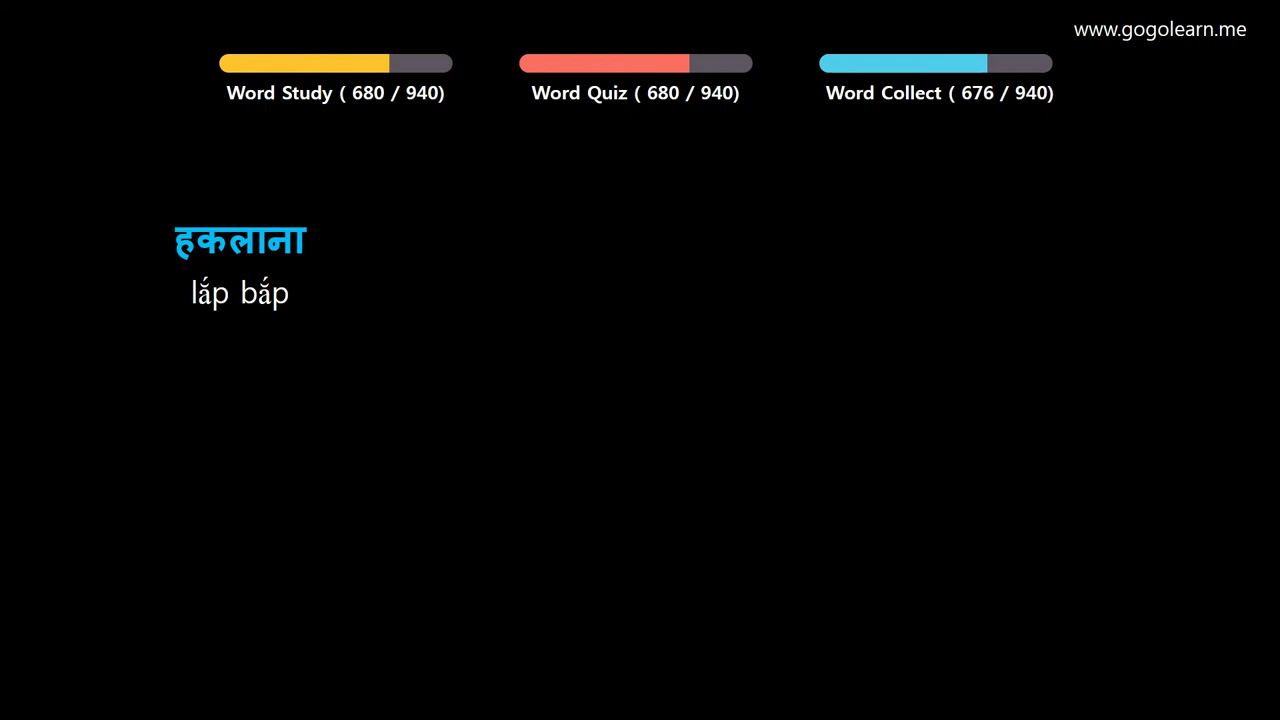 www.gogolearn.me
Word Study ( 680 / 940)
Word Quiz ( 680 / 940)
Word Collect ( 676 / 940)
हकलाना
lắp bắp